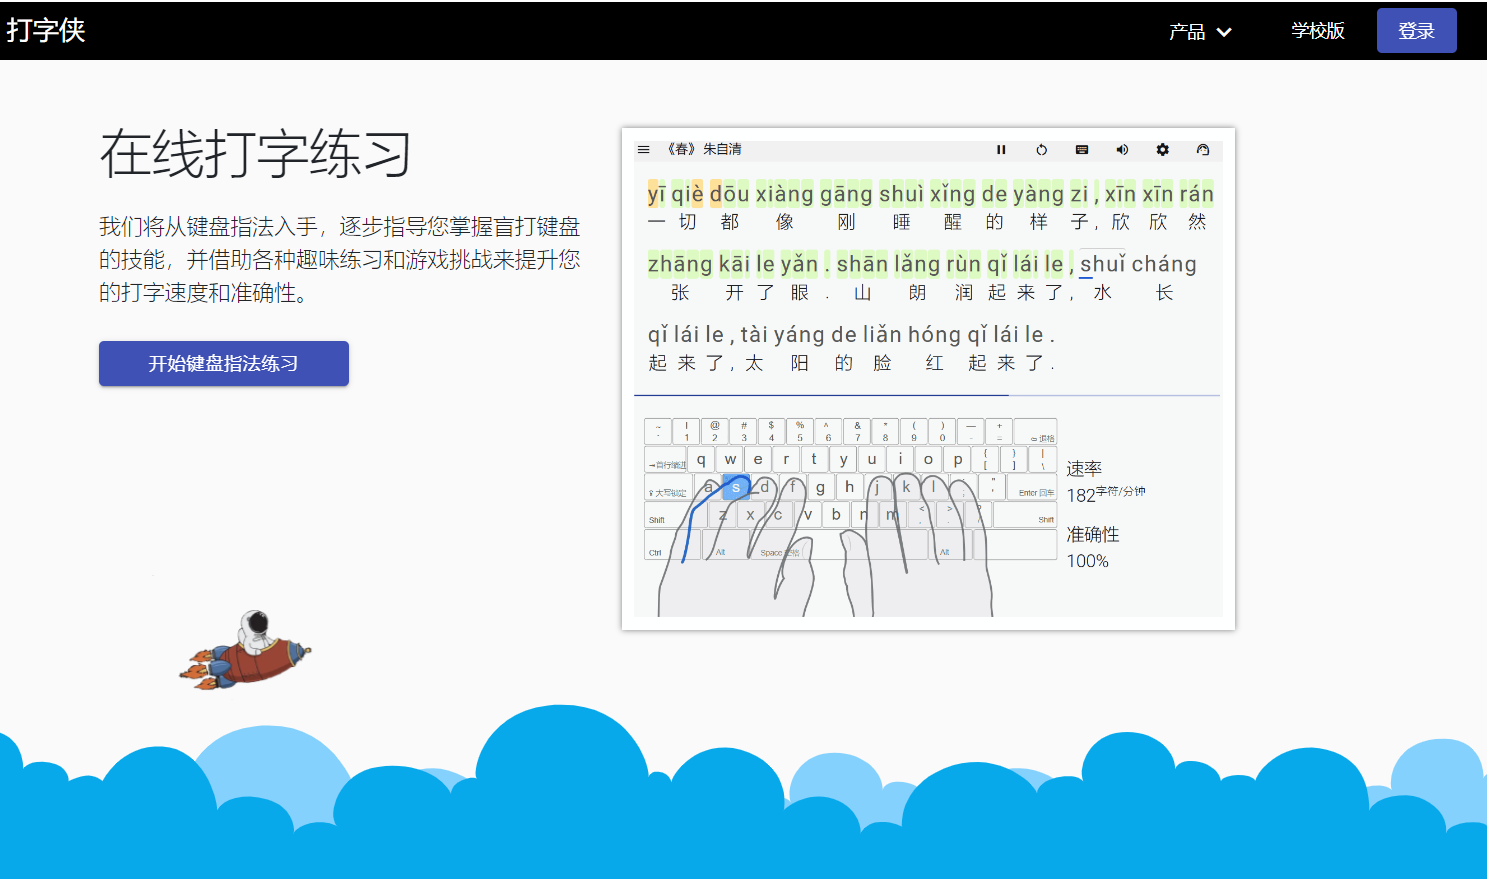 打字侠
产品
学校版
登录
在线打字练习
我们将从键盘指法入手，逐步指导您掌握盲打键盘
的技能，并借助各种趣味练习和游戏挑战来提升您
的打字速度和准确性。
开始键盘指法练习
《春》 朱自清
yī qiè dōu xiàng gāng shuì xǐng de yàng zi , xīn xīn rán
一 切 都 像 刚 睡 醒 的 样 子 , 欣 欣 然
zhāng kāi le yǎn . shān lǎng rùn qǐ lái le , shuǐ cháng
张 开 了 眼 . 山 朗 润 起 来 了 , 水 长
qǐ lái le , tài yáng de liǎn hóng qǐ lái le .
起 来 了 , 太 阳 的 脸 红 起 来 了 .
~ ! @ # $ % ^ & * ( ) — +
1 2 3 4 5 6 7 8 9 0 - = 退格
q w e r t y u i o p { [ } ] | \
a s d f g h j k l ; " ' Enter 回车
大写锁定
Shift z x c v b n m < , > . ? Shift
Ctrl Alt Space 空格 Alt
速率
182字符/分钟
准确性
100%